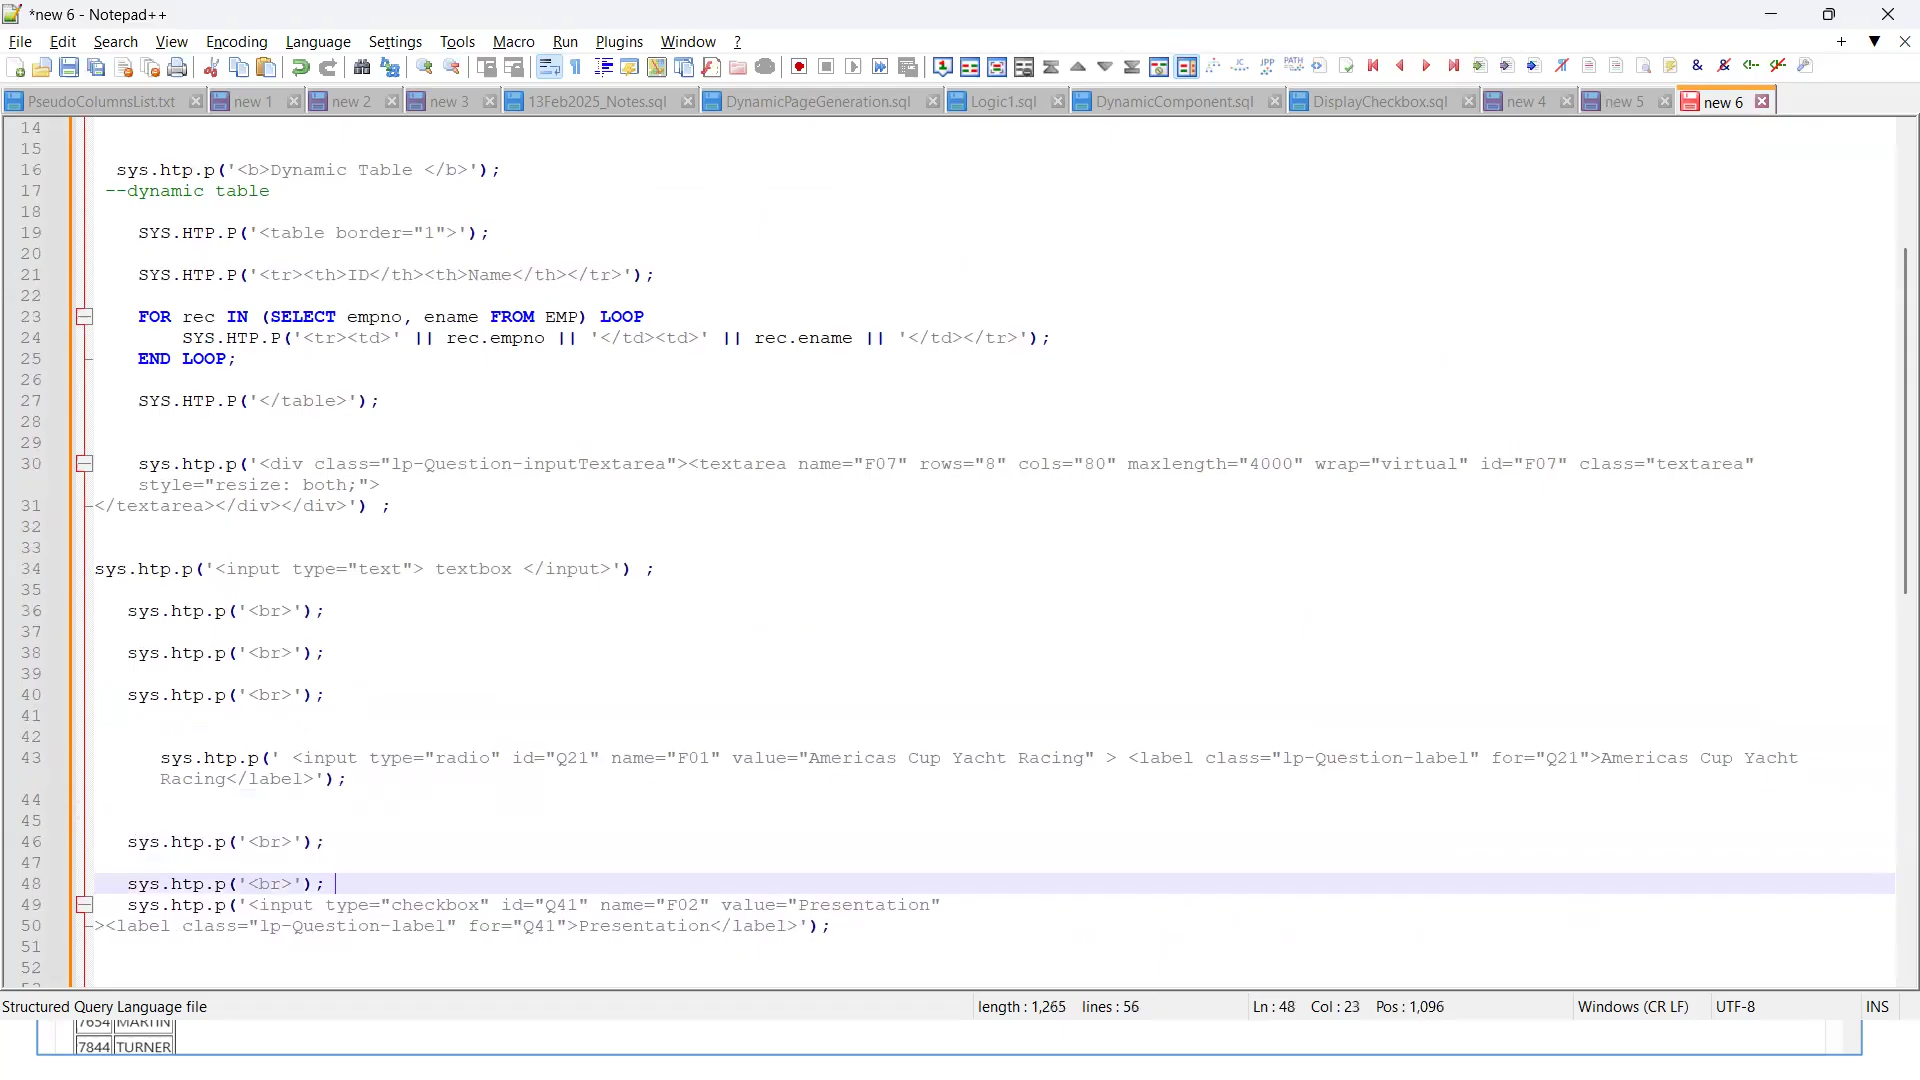 *new 6 - Notepad++
File Edit Search View Encoding Language Settings Tools Macro Run Plugins Window ?
PseudoColumnsList.txt new 1 new 2 new 3 13Feb2025_Notes.sql DynamicPageGeneration.sql Logic1.sql DynamicComponent.sql DisplayCheckbox.sql new 4 new 5 new 6
14
15
16 sys.htp.p('<b>Dynamic Table </b>');
17 --dynamic table
18
19 SYS.HTP.P('<table border="1">');
20
21 SYS.HTP.P('<tr><th>ID</th><th>Name</th></tr>');
22
23 FOR rec IN (SELECT empno, ename FROM EMP) LOOP
24 SYS.HTP.P('<tr><td>' || rec.empno || '</td><td>' || rec.ename || '</td></tr>');
25 END LOOP;
26
27 SYS.HTP.P('</table>');
28
29
30 sys.htp.p('<div class="lp-Question-inputTextarea"><textarea name="F07" rows="8" cols="80" maxlength="4000" wrap="virtual" id="F07" class="textarea"
style="resize: both;">
31 </textarea></div></div>') ;
32
33
34 sys.htp.p('<input type="text"> textbox </input>') ;
35
36 sys.htp.p('<br>');
37
38 sys.htp.p('<br>');
39
40 sys.htp.p('<br>');
41
42
43 sys.htp.p(' <input type="radio" id="Q21" name="F01" value="Americas Cup Yacht Racing" > <label class="lp-Question-label" for="Q21">Americas Cup Yacht
Racing</label>');
44
45
46 sys.htp.p('<br>');
47
48 sys.htp.p('<br>');
49 sys.htp.p('<input type="checkbox" id="Q41" name="F02" value="Presentation"
50 ><label class="lp-Question-label" for="Q41">Presentation</label>');
51
52
Structured Query Language file length : 1,265 lines : 56 Ln : 48 Col : 23 Pos : 1,096 Windows (CR LF) UTF-8 INS
7654 MARTIN
7844 TURNER